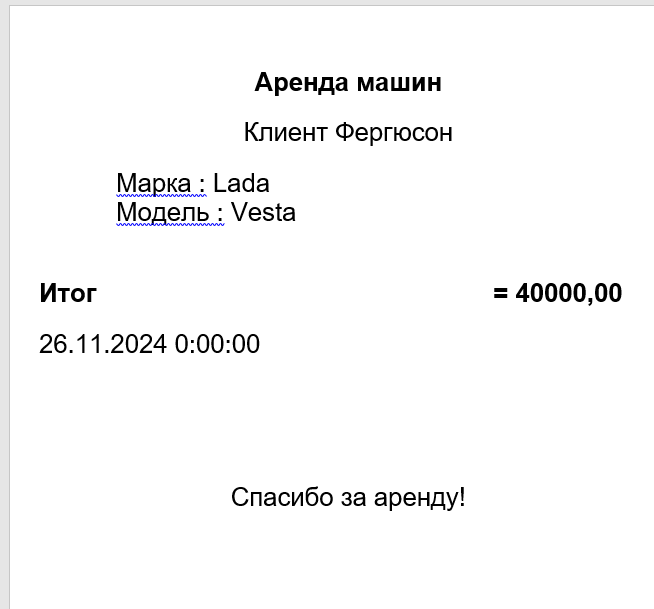 Аренда машин
Клиент Фергюсон
Марка : Lada
Модель : Vesta
Итог = 40000,00
26.11.2024 0:00:00
Спасибо за аренду!